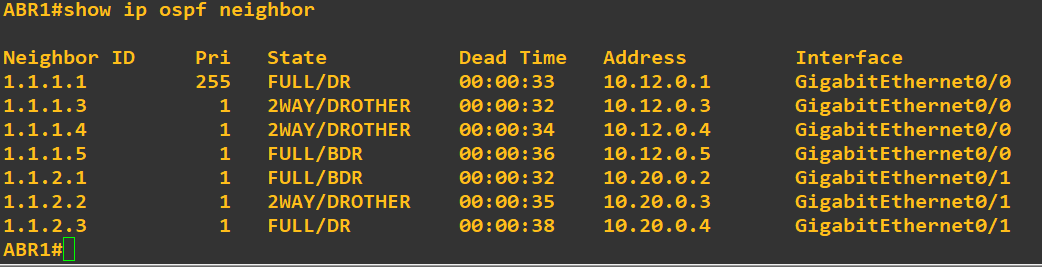 ABR1#show ip ospf neighbor
Neighbor ID     Pri   State           Dead Time   Address         Interface
1.1.1.1         255   FULL/DR         00:00:33    10.12.0.1       GigabitEthernet0/0
1.1.1.3           1   2WAY/DROTHER    00:00:32    10.12.0.3       GigabitEthernet0/0
1.1.1.4           1   2WAY/DROTHER    00:00:34    10.12.0.4       GigabitEthernet0/0
1.1.1.5           1   FULL/BDR        00:00:36    10.12.0.5       GigabitEthernet0/0
1.1.2.1           1   FULL/BDR        00:00:32    10.20.0.2       GigabitEthernet0/1
1.1.2.2           1   2WAY/DROTHER    00:00:35    10.20.0.3       GigabitEthernet0/1
1.1.2.3           1   FULL/DR         00:00:38    10.20.0.4       GigabitEthernet0/1
ABR1#